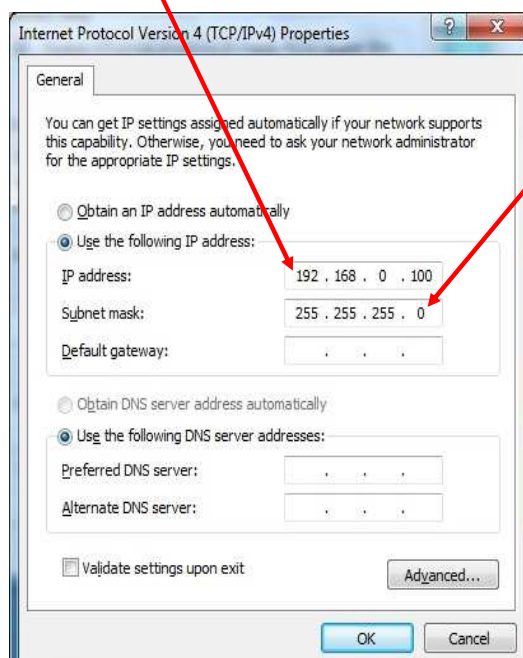 Internet Protocol Version 4 (TCP/IPv4) Properties
?
X
General
You can get IP settings assigned automatically if your network supports
this capability. Otherwise, you need to ask your network administrator
for the appropriate IP settings.
Obtain an IP address automatically
Use the following IP address:
IP address: 192 . 168 . 0 . 100
Subnet mask: 255 . 255 . 255 . 0
Default gateway: . . .
Obtain DNS server address automatically
Use the following DNS server addresses:
Preferred DNS server: . . .
Alternate DNS server: . . .
Validate settings upon exit
Advanced...
OK Cancel